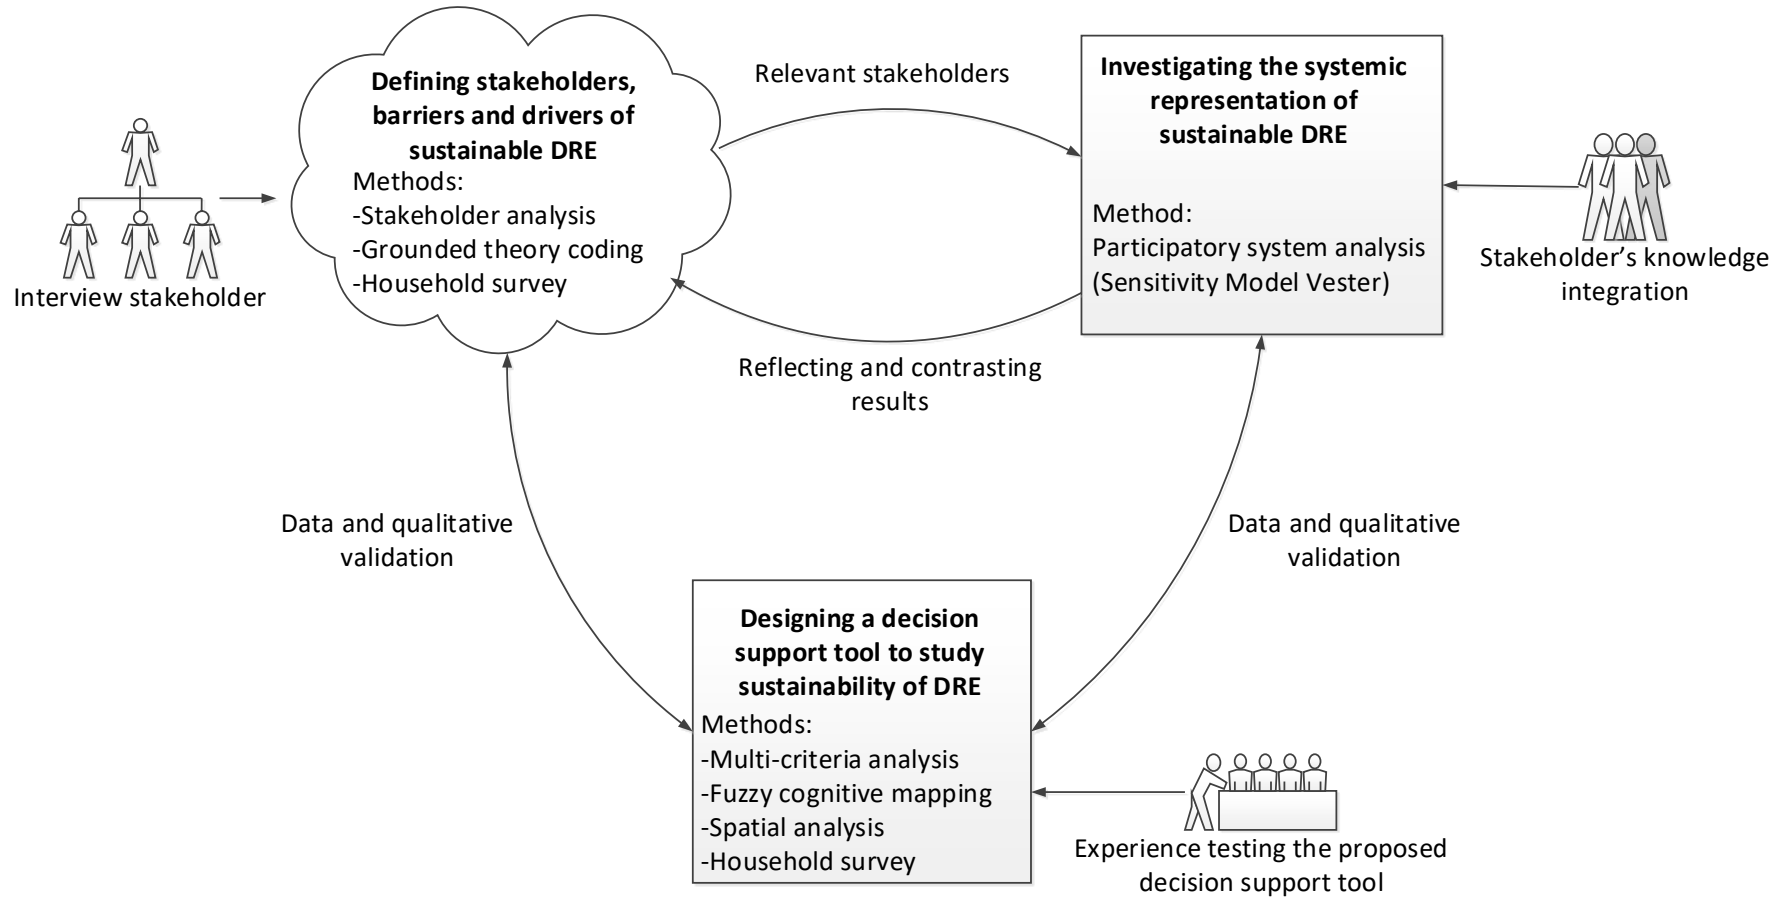 Defining stakeholders,
barriers and drivers of
sustainable DRE
Methods:
-Stakeholder analysis
-Grounded theory coding
-Household survey
Interview stakeholder
Relevant stakeholders
Investigating the systemic
representation of
sustainable DRE
Method:
Participatory system analysis
(Sensitivity Model Vester)
Stakeholder’s knowledge
integration
Reflecting and contrasting
results
Data and qualitative
validation
Data and qualitative
validation
Designing a decision
support tool to study
sustainability of DRE
Methods:
-Multi-criteria analysis
-Fuzzy cognitive mapping
-Spatial analysis
-Household survey
Experience testing the proposed
decision support tool